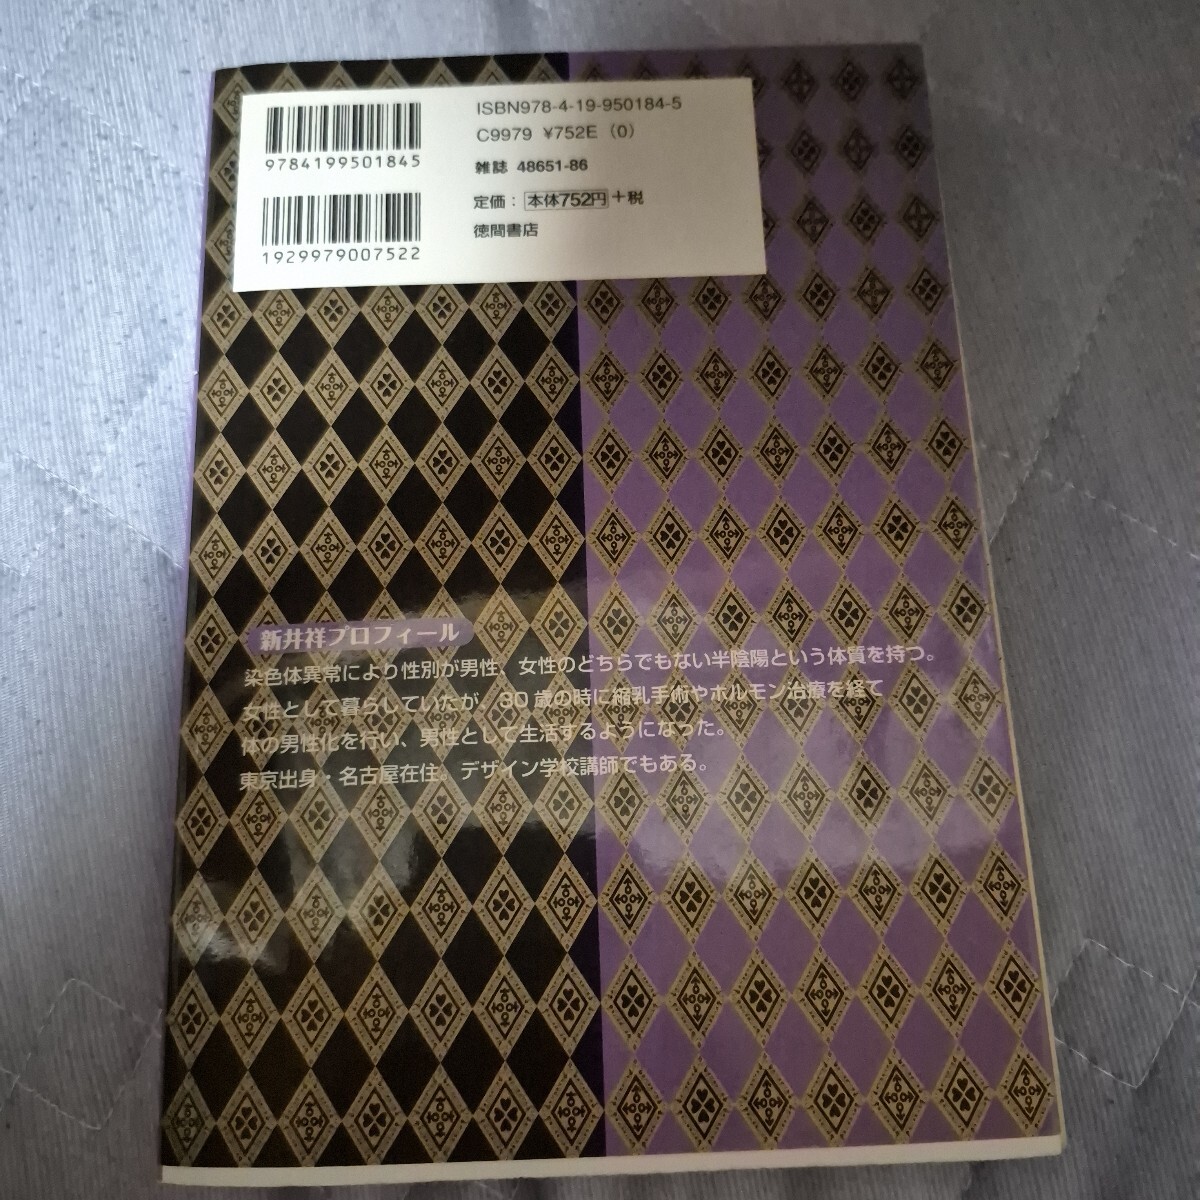 ISBN978-4-19-950184-5
C9979 ¥752E (0)
雑誌 48651-86
定価：本体752円+税
徳間書店
9784199501845
1929979007522
新井祥プロフィール
染色体異常により性別が男性、女性のどちらでもない半陰陽という体質を持つ。
女性として暮らしていたが、30歳の時に縮乳手術やホルモン治療を経て
体の男性化を行い、男性として生活するようになった。
東京出身・名古屋在住。デザイン学校講師でもある。